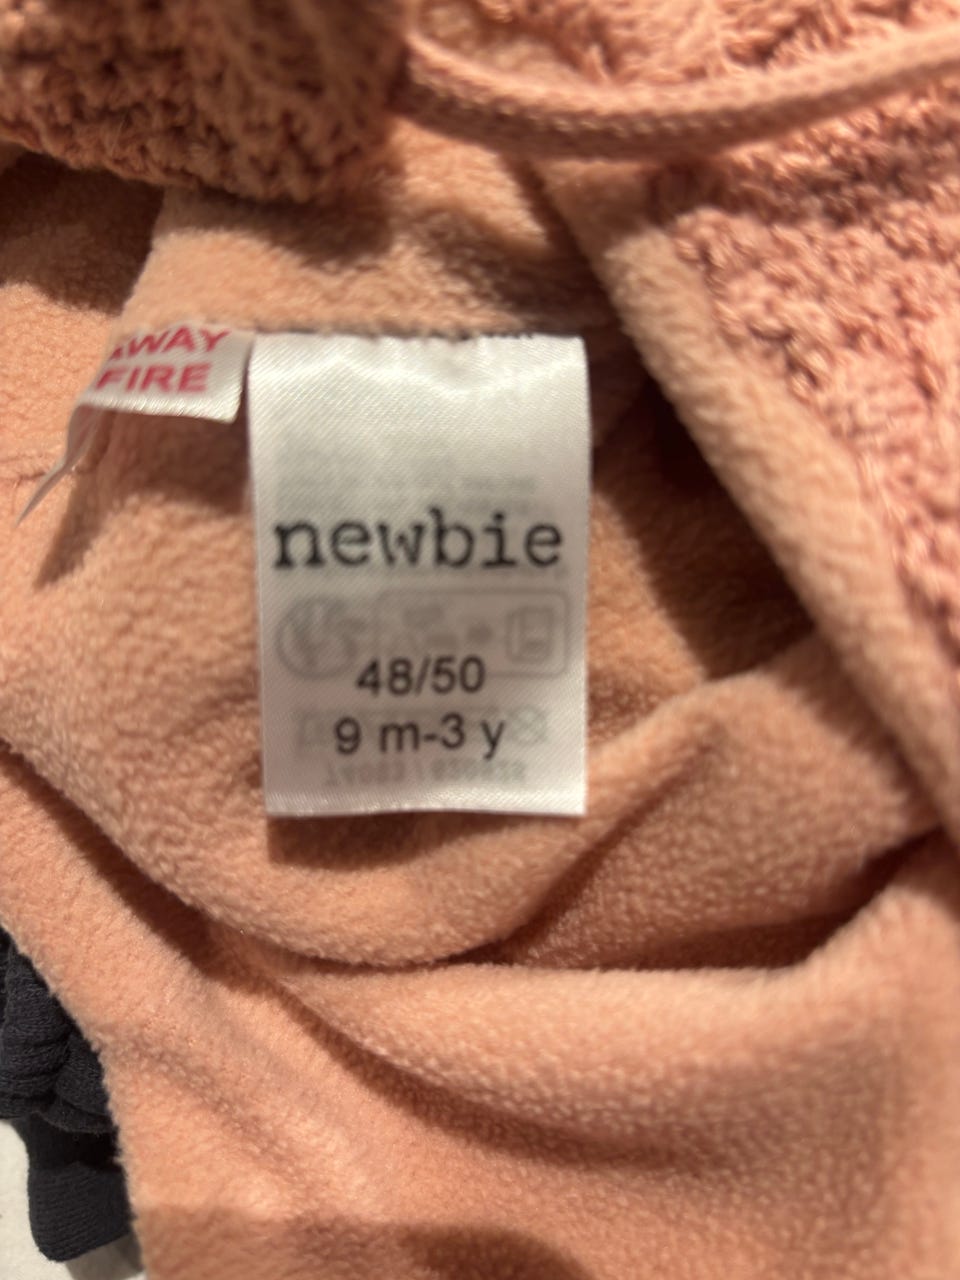 AWAY
FIRE
newbie
48/50
9 m-3 y